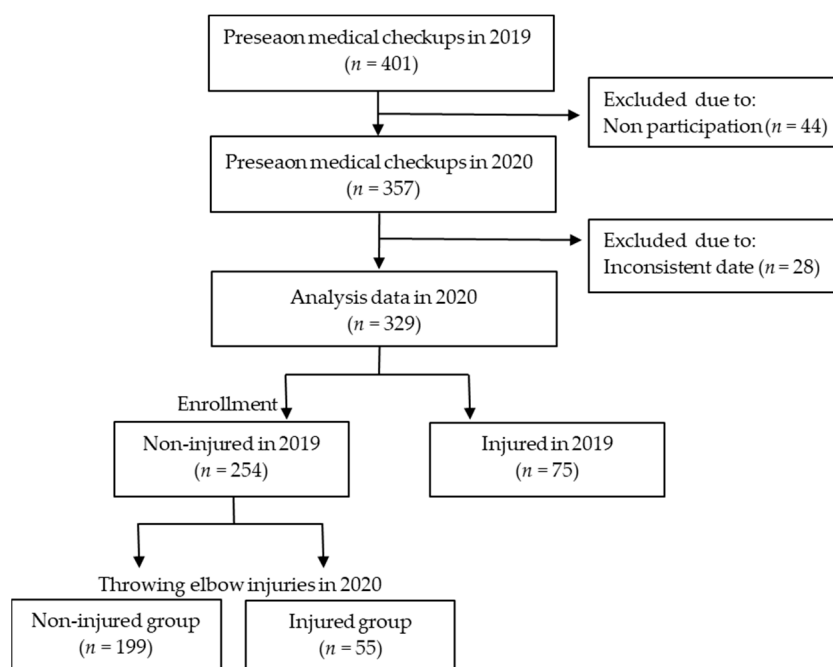 Preseaon medical checkups in 2019
(n = 401)
Excluded due to:
Non participation (n = 44)
Preseaon medical checkups in 2020
(n = 357)
Excluded due to:
Inconsistent date (n = 28)
Analysis data in 2020
(n = 329)
Enrollment
Non-injured in 2019
(n = 254)
Injured in 2019
(n = 75)
Throwing elbow injuries in 2020
Non-injured group
(n = 199)
Injured group
(n = 55)